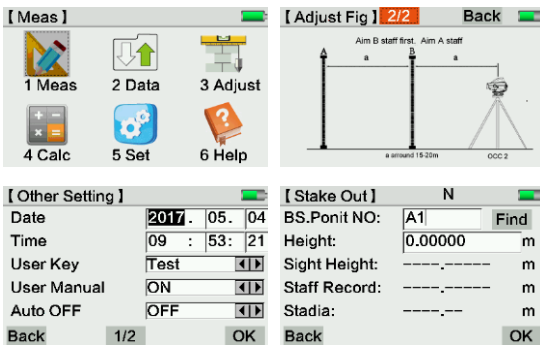 【Meas】
1 Meas 2 Data 3 Adjust
4 Calc 5 Set 6 Help
【Adjust Fig】 2/2 Back
Aim B staff first. Aim A staff
A B
a a
a arround 15-20m OCC 2
【Other Setting】
Date 2017. 05. 04
Time 09 : 53: 21
User Key Test
User Manual ON
Auto OFF OFF
Back 1/2 OK
【Stake Out】 N
BS.Ponit NO: A1 Find
Height: 0.00000 m
Sight Height: ----.----- m
Staff Record: ----.----- m
Stadia: ----.-- m
Back OK